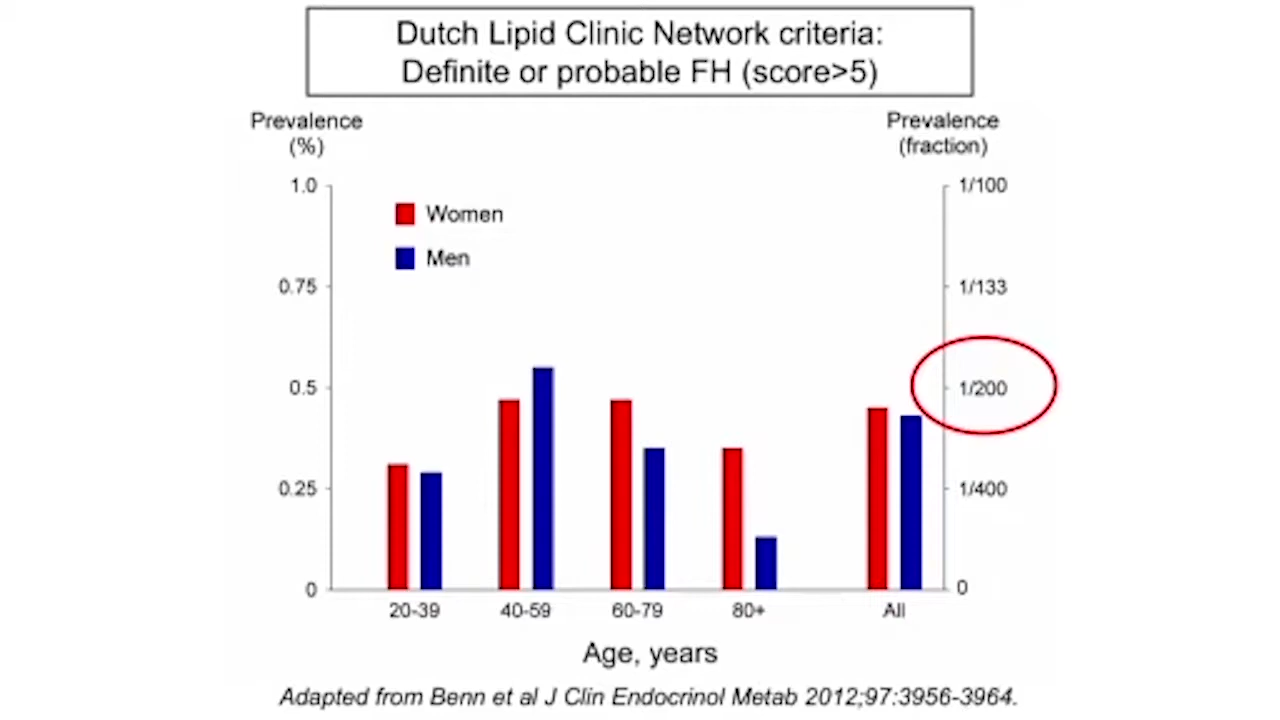 Dutch Lipid Clinic Network criteria:
Definite or probable FH (score>5)
Prevalence
(%)
Prevalence
(fraction)
1.0
1/100
Women
Men
0.75
1/133
0.5
1/200
0.25
1/400
0
0
20-39
40-59
60-79
80+
All
Age, years
Adapted from Benn et al J Clin Endocrinol Metab 2012;97:3956-3964.